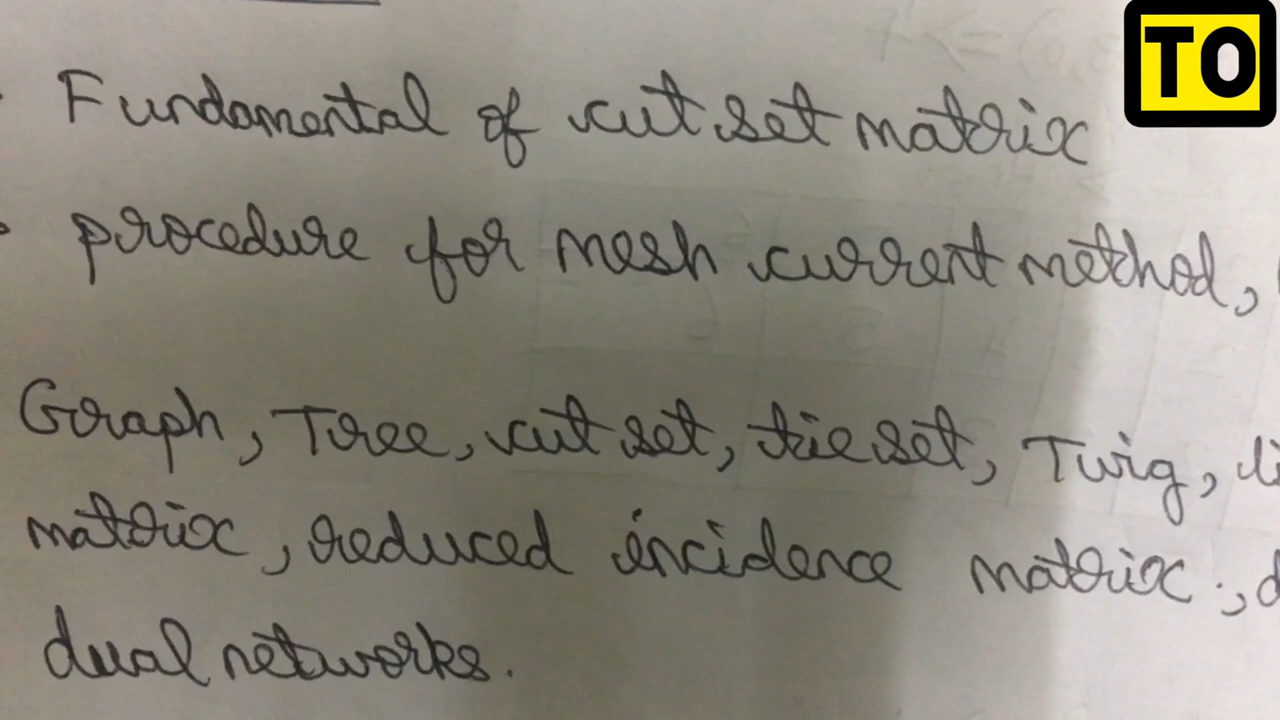 TO
Fundamental of cut set matrix
procedure for mesh current method,
Graph, Tree, cut set, tie set, Twig,
matrix, reduced incidence matrix,
dual networks.